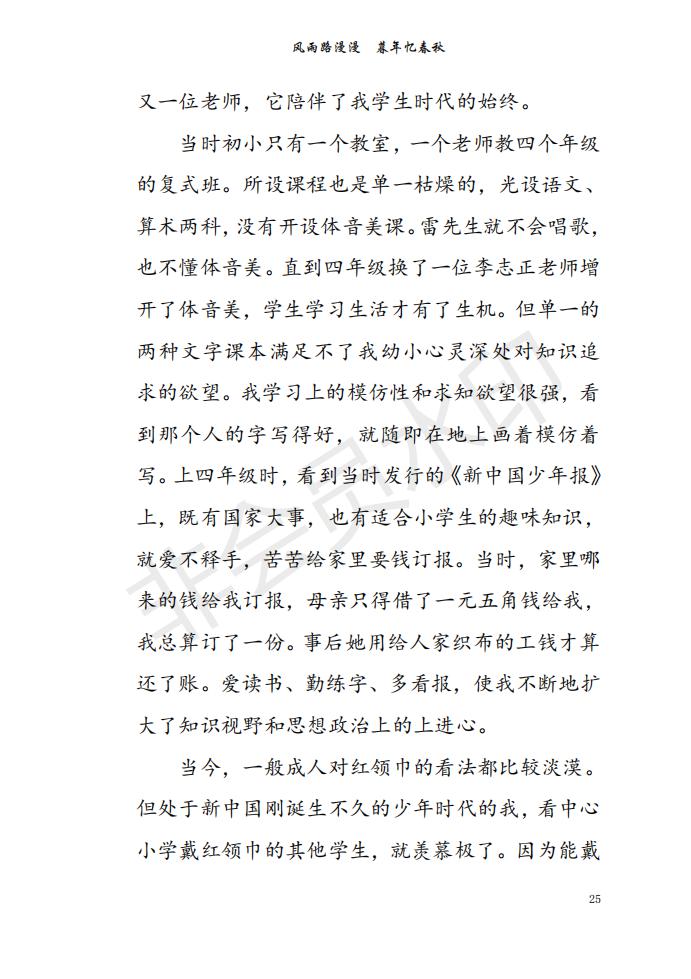 风雨路漫漫　暮年忆春秋
又一位老师，它陪伴了我学生时代的始终。
当时初小只有一个教室，一个老师教四个年级
的复式班。所设课程也是单一枯燥的，光设语文、
算术两科，没有开设体音美课。雷先生就不会唱歌，
也不懂体音美。直到四年级换了一位李志正老师增
开了体音美，学生学习生活才有了生机。但单一的
两种文字课本满足不了我幼小心灵深处对知识追
求的欲望。我学习上的模仿性和求知欲望很强，看
到那个人的字写得好，就随即在地上画着模仿着
写。上四年级时，看到当时发行的《新中国少年报》
上，既有国家大事，也有适合小学生的趣味知识，
就爱不释手，苦苦给家里要钱订报。当时，家里哪
来的钱给我订报，母亲只得借了一元五角钱给我，
我总算订了一份。事后她用给人家织布的工钱才算
还了账。爱读书、勤练字、多看报，使我不断地扩
大了知识视野和思想政治上的上进心。
当今，一般成人对红领巾的看法都比较淡漠。
但处于新中国刚诞生不久的少年时代的我，看中心
小学戴红领巾的其他学生，就羡慕极了。因为能戴
25
非会员水印